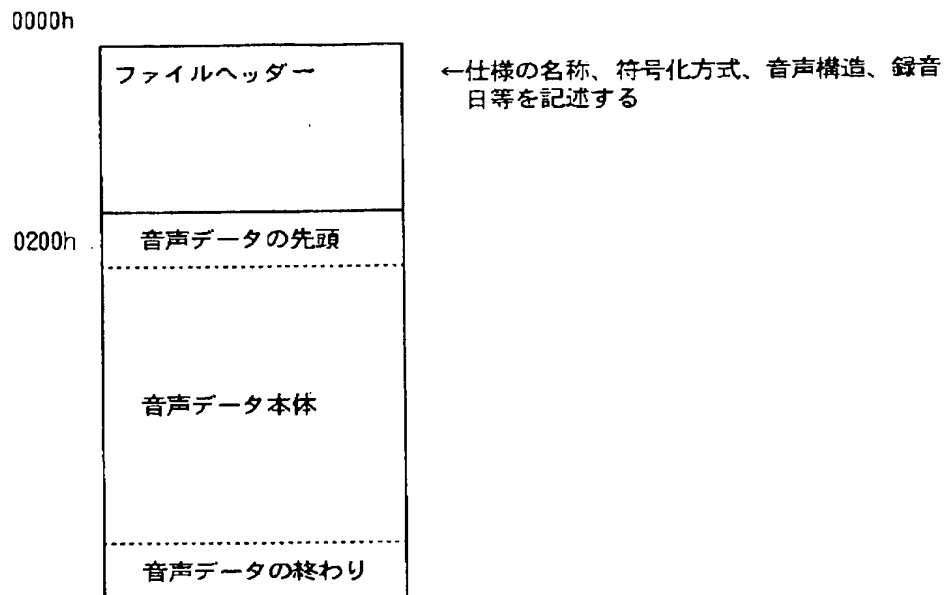 0000h
ファイルヘッダー
←仕様の名称、符号化方式、音声構造、録音
日等を記述する
0200h
音声データの先頭
音声データ本体
音声データの終わり